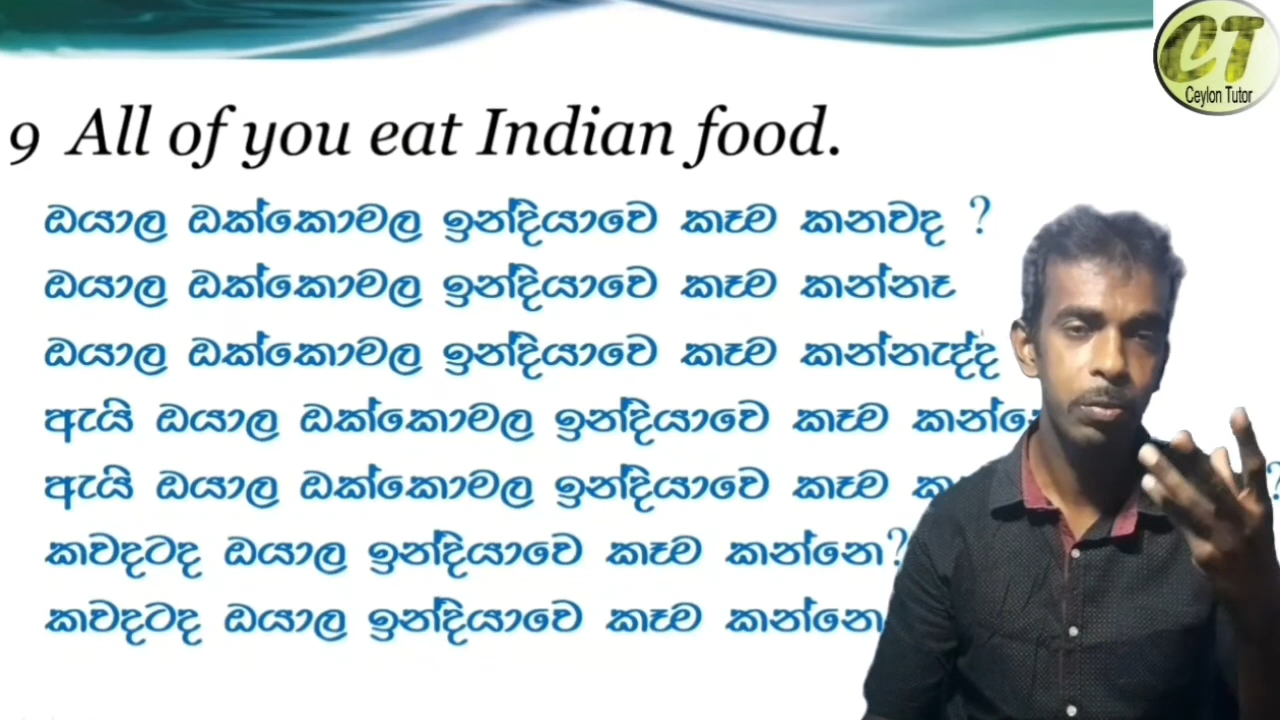 CT
Ceylon Tutor
9 All of you eat Indian food.
ඔයාල ඔක්කොමල ඉන්දියාවෙ කෑම කනවද ?
ඔයාල ඔක්කොමල ඉන්දියාවෙ කෑම කන්නෑ
ඔයාල ඔක්කොමල ඉන්දියාවෙ කෑම කන්නැද්ද
ඇයි ඔයාල ඔක්කොමල ඉන්දියාවෙ කෑම
ඇයි ඔයාල ඔක්කොමල ඉන්දියාවෙ කෑම ?
කවදටද ඔයාල ඉන්දියාවෙ කෑම කන්නෙ?
කවදටද ඔයාල ඉන්දියාවෙ කෑම